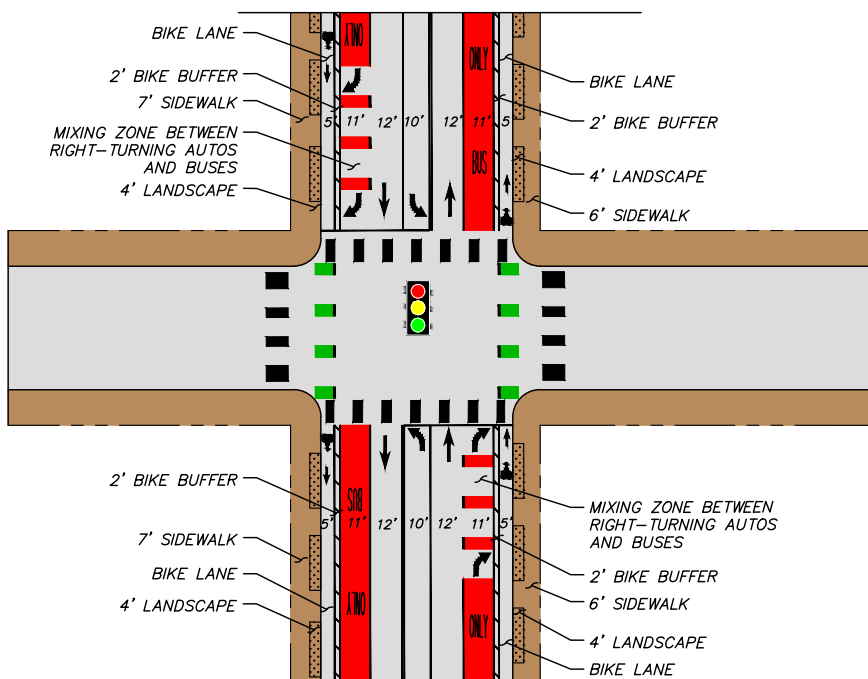 BIKE LANE
2' BIKE BUFFER
7' SIDEWALK
MIXING ZONE BETWEEN
RIGHT-TURNING AUTOS
AND BUSES
4' LANDSCAPE
ONLY
5' 11' 12' 10' 12' 11' 5'
ONLY
BUS
BIKE LANE
2' BIKE BUFFER
4' LANDSCAPE
6' SIDEWALK
2' BIKE BUFFER
7' SIDEWALK
BIKE LANE
4' LANDSCAPE
BUS
5' 11' 12' 10' 12' 11' 5'
ONLY
ONLY
MIXING ZONE BETWEEN
RIGHT-TURNING AUTOS
AND BUSES
2' BIKE BUFFER
6' SIDEWALK
4' LANDSCAPE
BIKE LANE